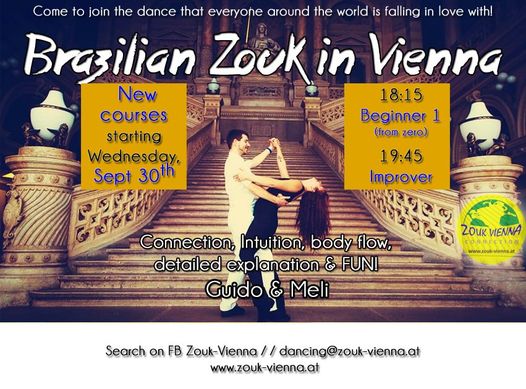 Come to join the dance that everyone around the world is falling in love with!
Brazilian Zouk in Vienna
New
courses
starting
Wednesday,
Sept 30th
18:15
Beginner 1
(from zero)
19:45
Improver
ZOUK VIENNA
CONNECTION
www.zouk-vienna.at
Connection, Intuition, body flow,
detailed explanation & FUN!
Guido & Meli
Search on FB Zouk-Vienna // dancing@zouk-vienna.at
www.zouk-vienna.at